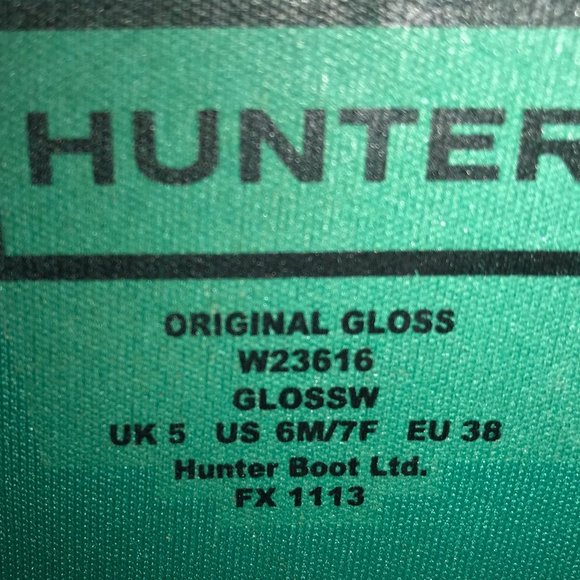 HUNTER
ORIGINAL GLOSS
W23616
GLOSSW
UK 5 US 6M/7F EU 38
Hunter Boot Ltd.
FX 1113